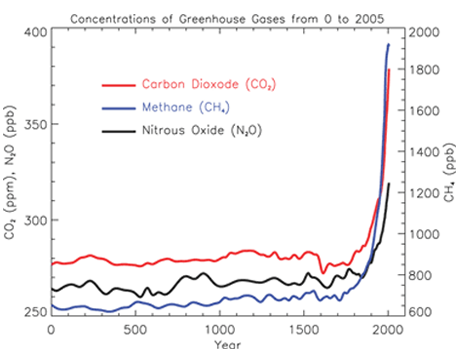 Concentrations of Greenhouse Gases from 0 to 2005
400
350
300
250
CO₂ (ppm), N₂O (ppb)
Carbon Dioxode (CO₂)
Methane (CH₄)
Nitrous Oxide (N₂O)
2000
1800
1600
1400
1200
1000
800
600
CH₄ (ppb)
0 500 1000 1500 2000
Year